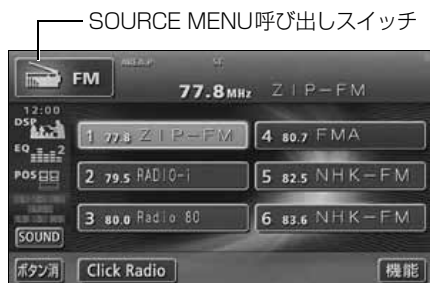 SOURCE MENU呼び出しスイッチ
FM
AREA P ST
77.8MHz ZIP-FM
12:00
DSP
1 77.8 ZIP-FM
4 80.7 FMA
EQ 2
POS
2 79.5 RADIO-i
5 82.5 NHK-FM
3 80.0 Radio 80
6 83.6 NHK-FM
SOUND
ボタン消
Click Radio
機能